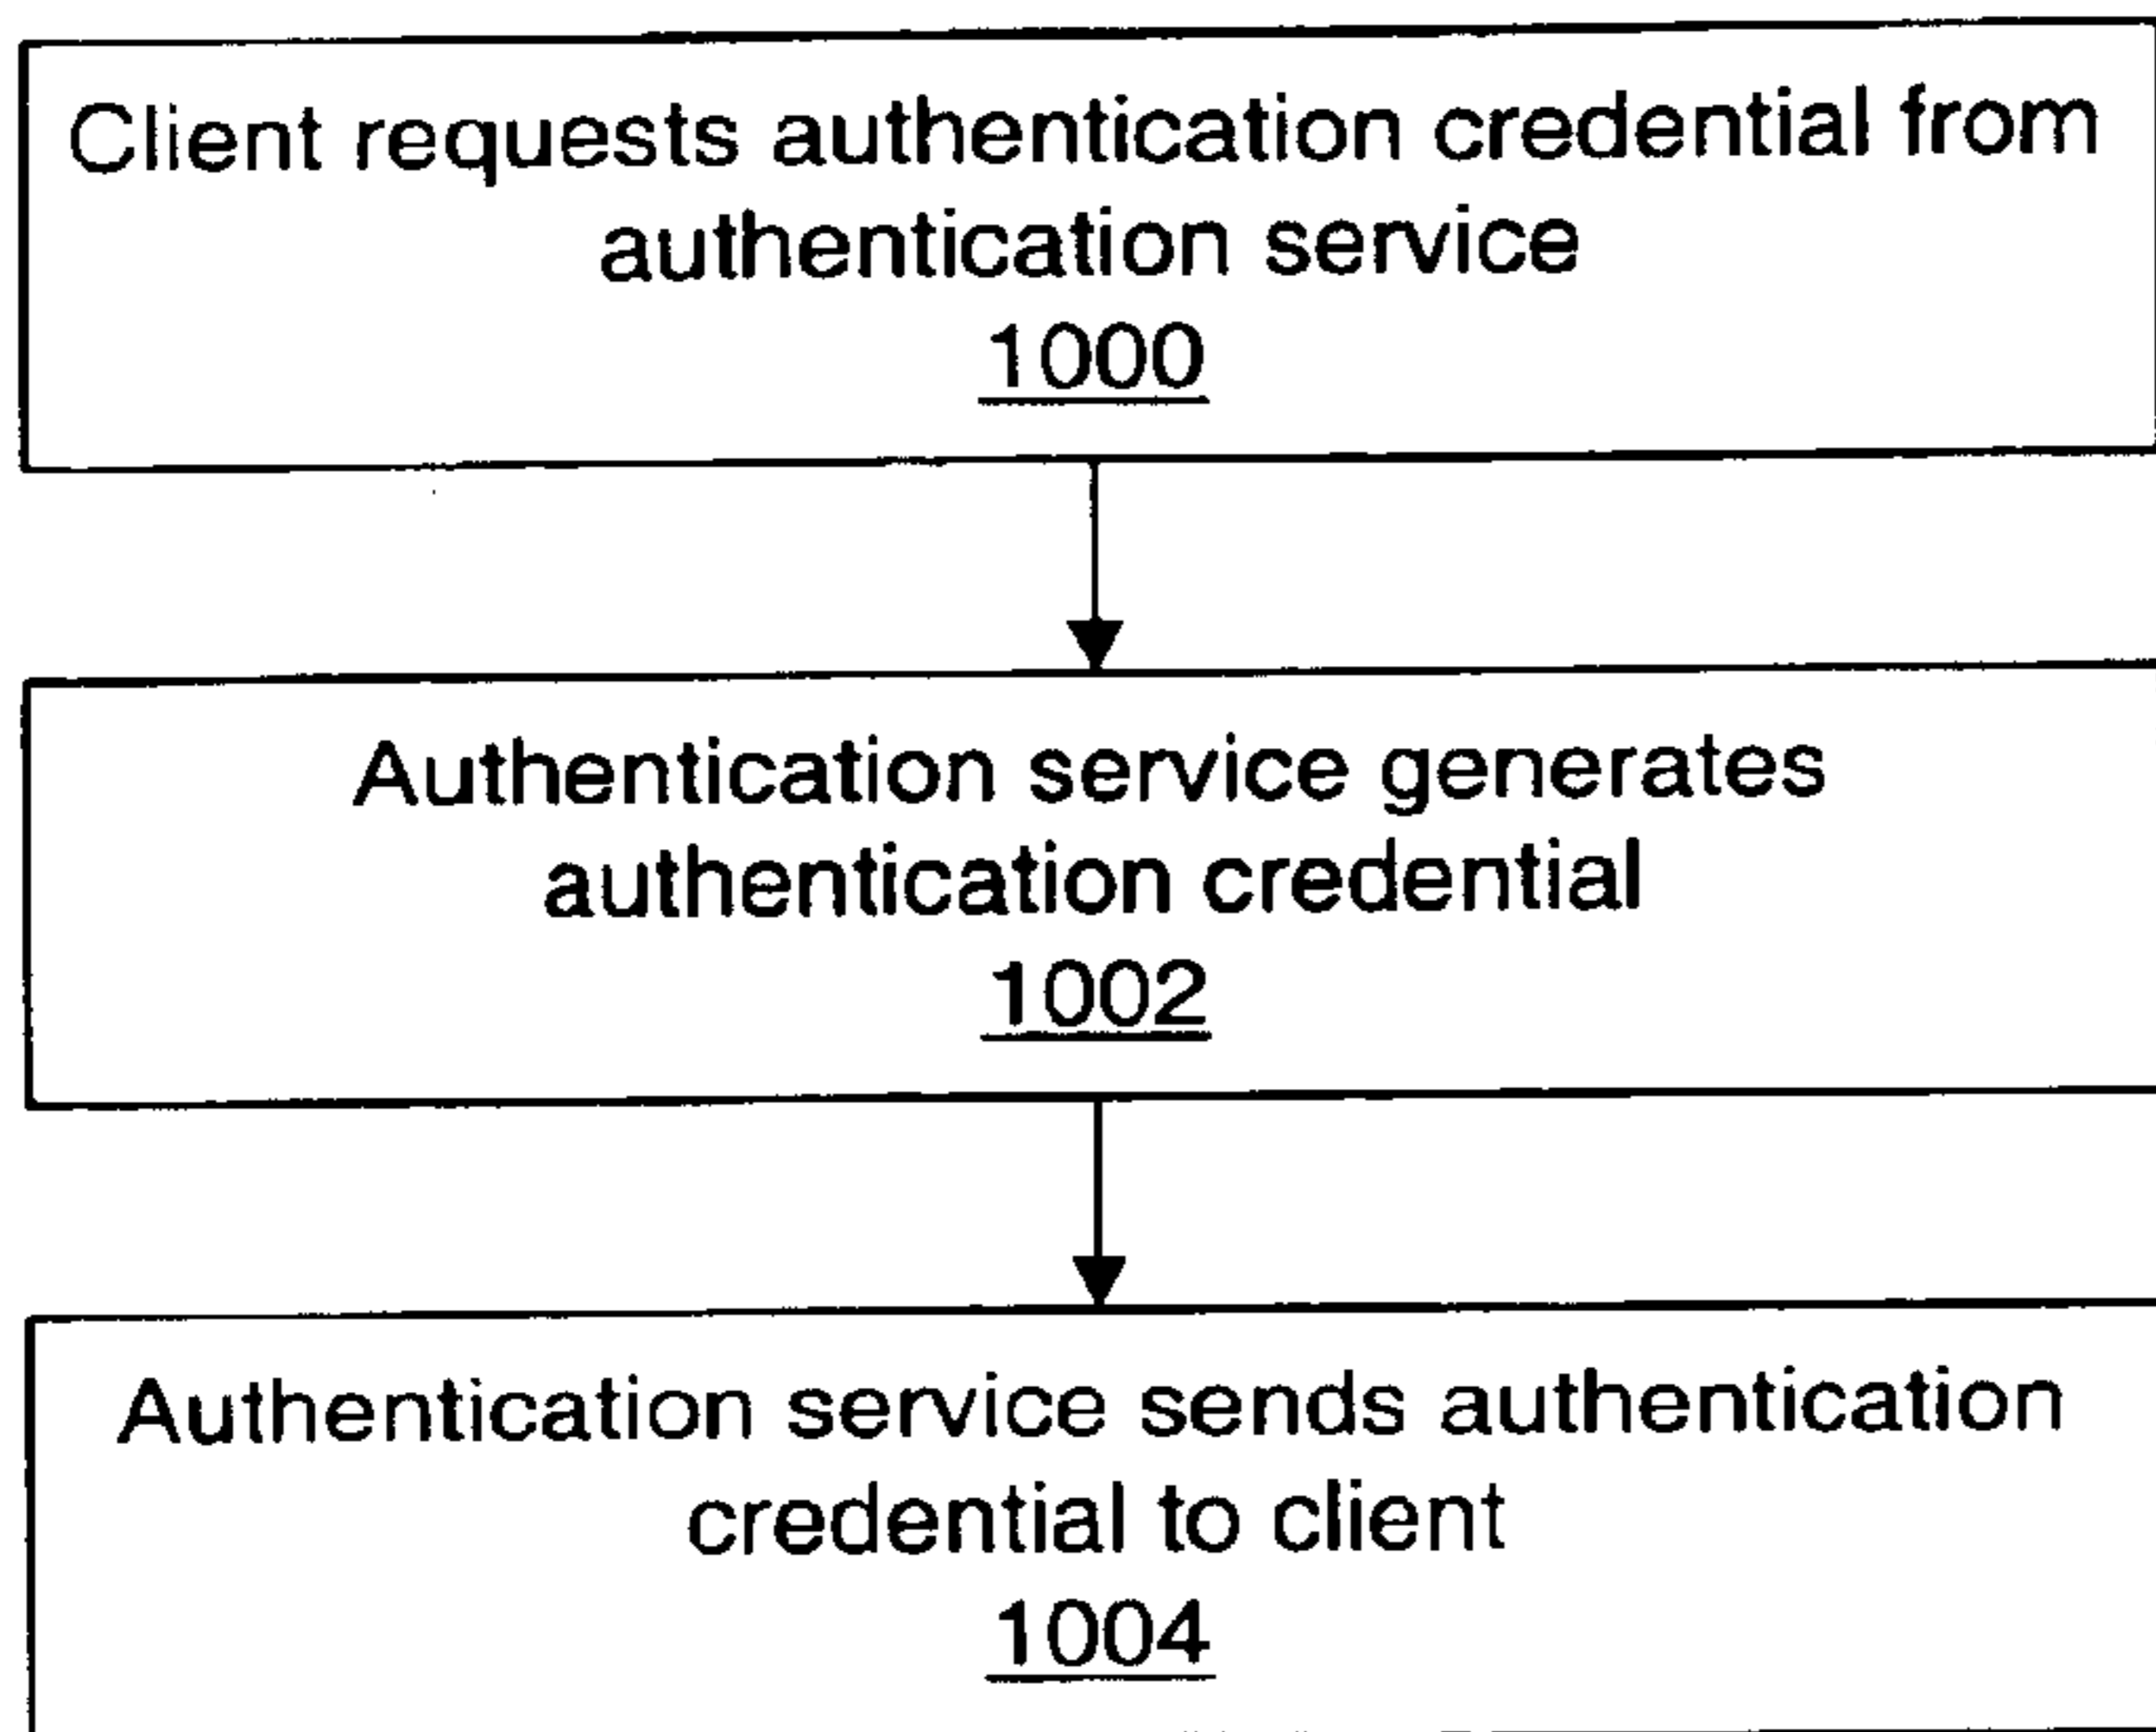 Client requests authentication credential from
authentication service
1000
Authentication service generates
authentication credential
1002
Authentication service sends authentication
credential to client
1004